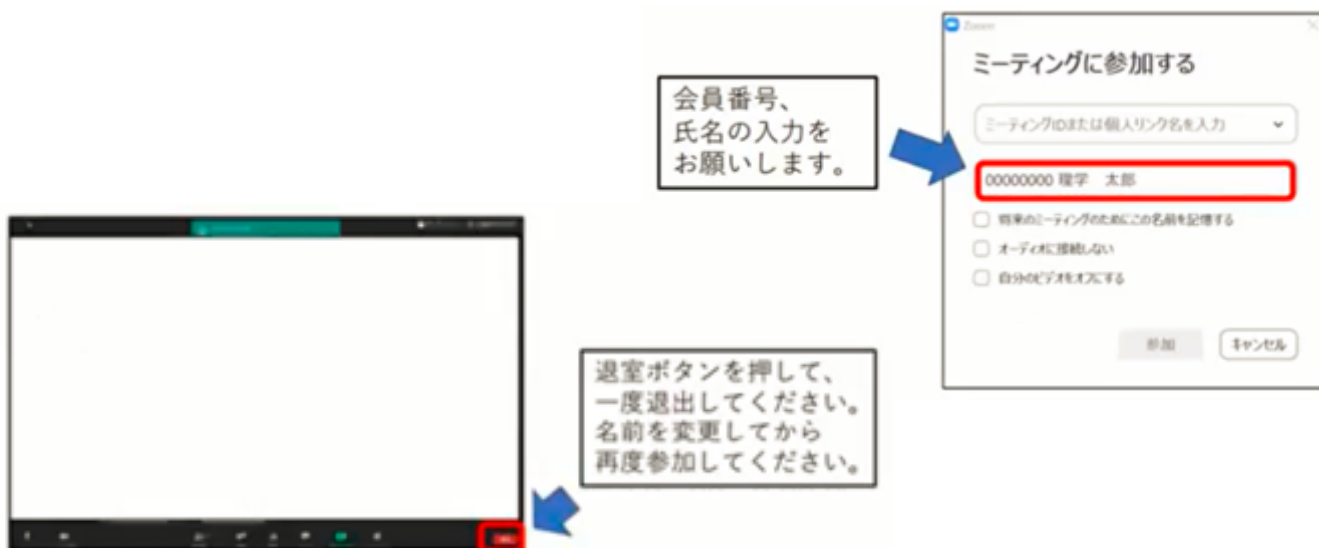 Zoom
ミーティングに参加する
会員番号、
氏名の入力を
お願いします。
ミーティングIDまたは個人リンク名を入力
00000000 理学　太郎
将来のミーティングのためにこの名前を記憶する
オーディオに接続しない
自分のビデオをオフにする
参加
キャンセル
退室ボタンを押して、
一度退出してください。
名前を変更してから
再度参加してください。